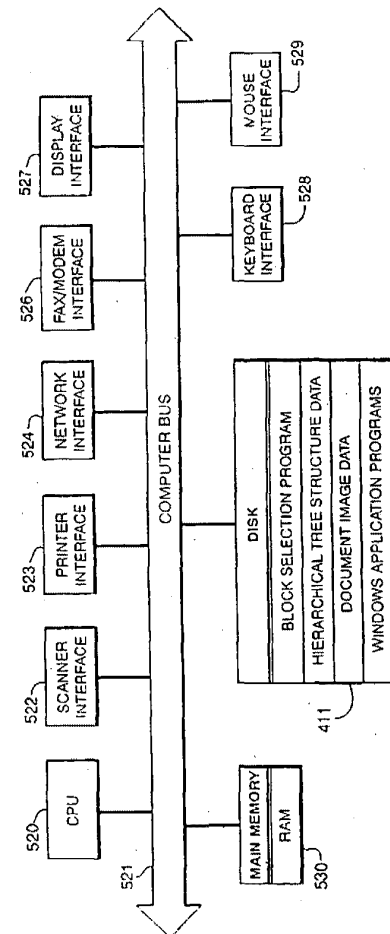 520
CPU
522
SCANNER
INTERFACE
523
PRINTER
INTERFACE
524
NETWORK
INTERFACE
526
FAX/MODEM
INTERFACE
527
DISPLAY
INTERFACE
521
COMPUTER BUS
MAIN MEMORY
RAM
530
DISK
BLOCK SELECTION PROGRAM
HIERARCHICAL TREE STRUCTURE DATA
DOCUMENT IMAGE DATA
WINDOWS APPLICATION PROGRAMS
411
KEYBOARD
INTERFACE
528
MOUSE
INTERFACE
529